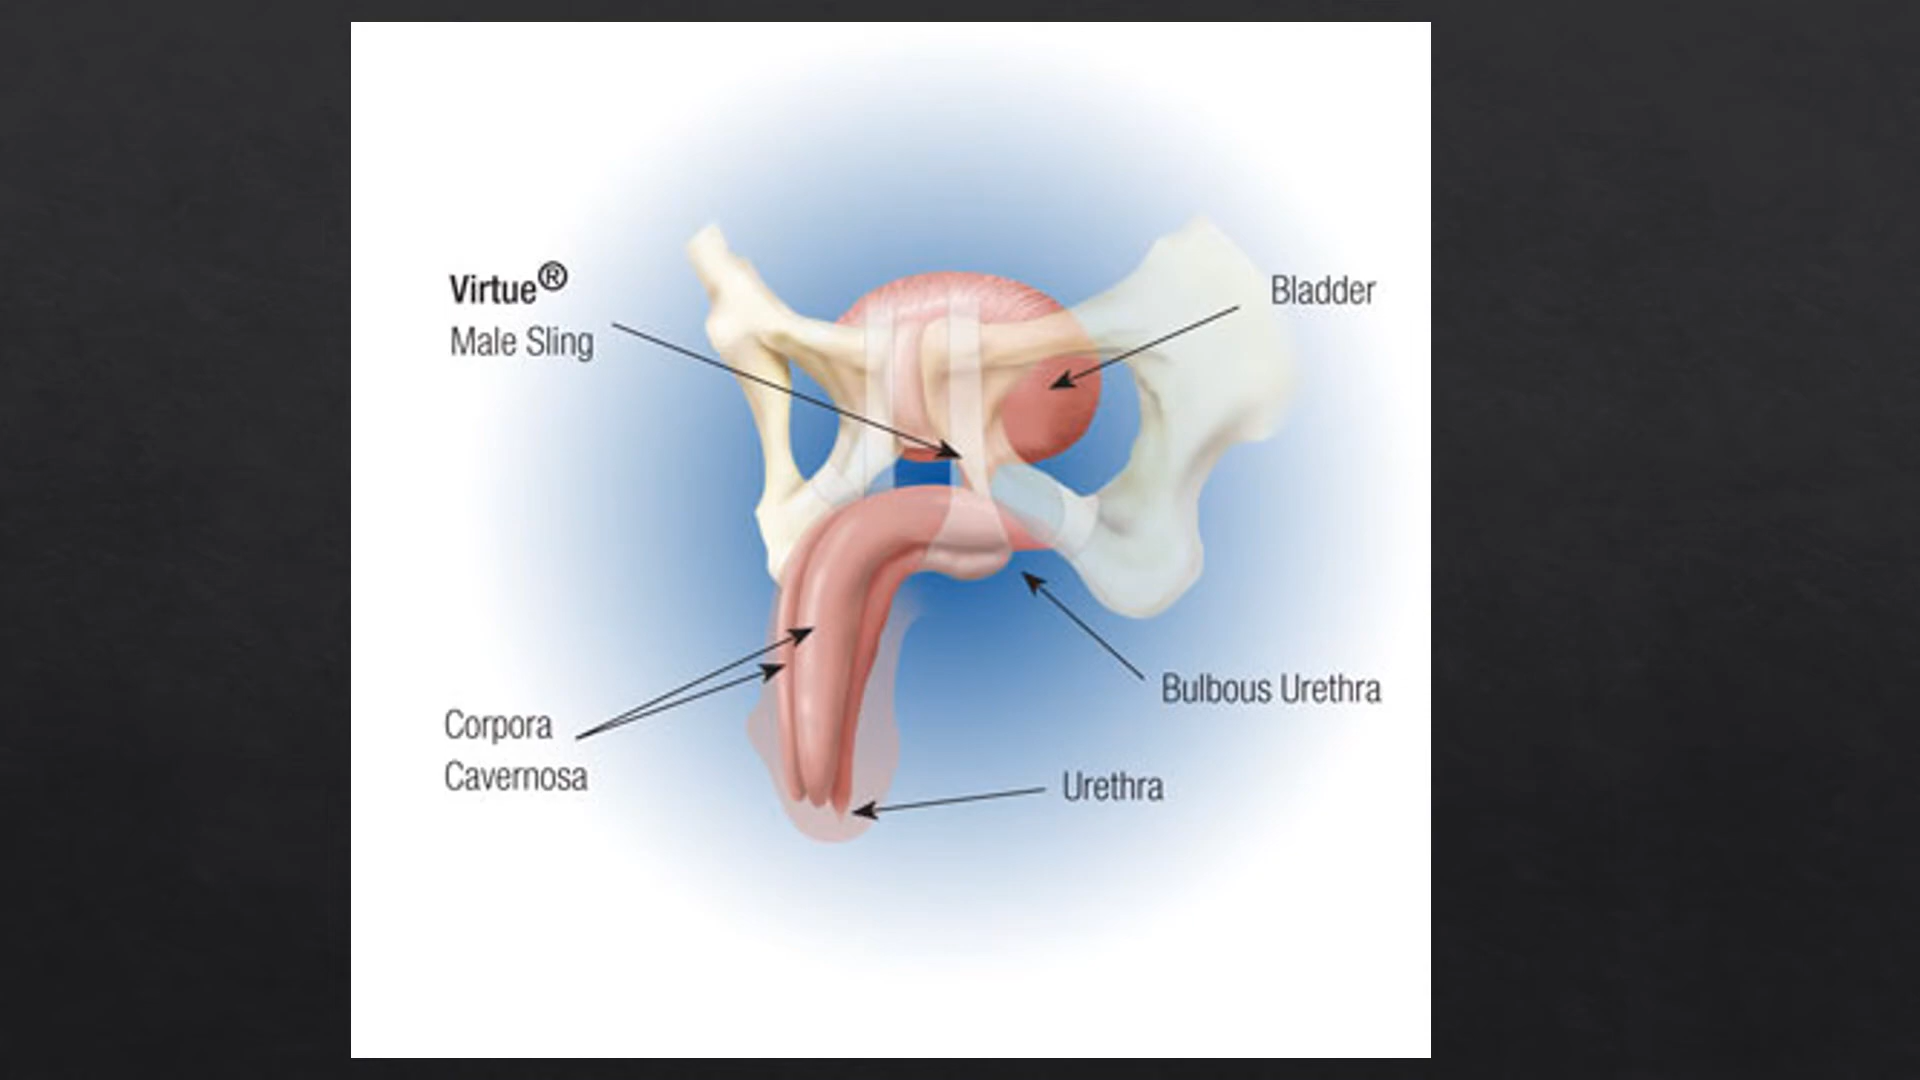 Virtue®
Male Sling
Bladder
Bulbous Urethra
Corpora
Cavernosa
Urethra